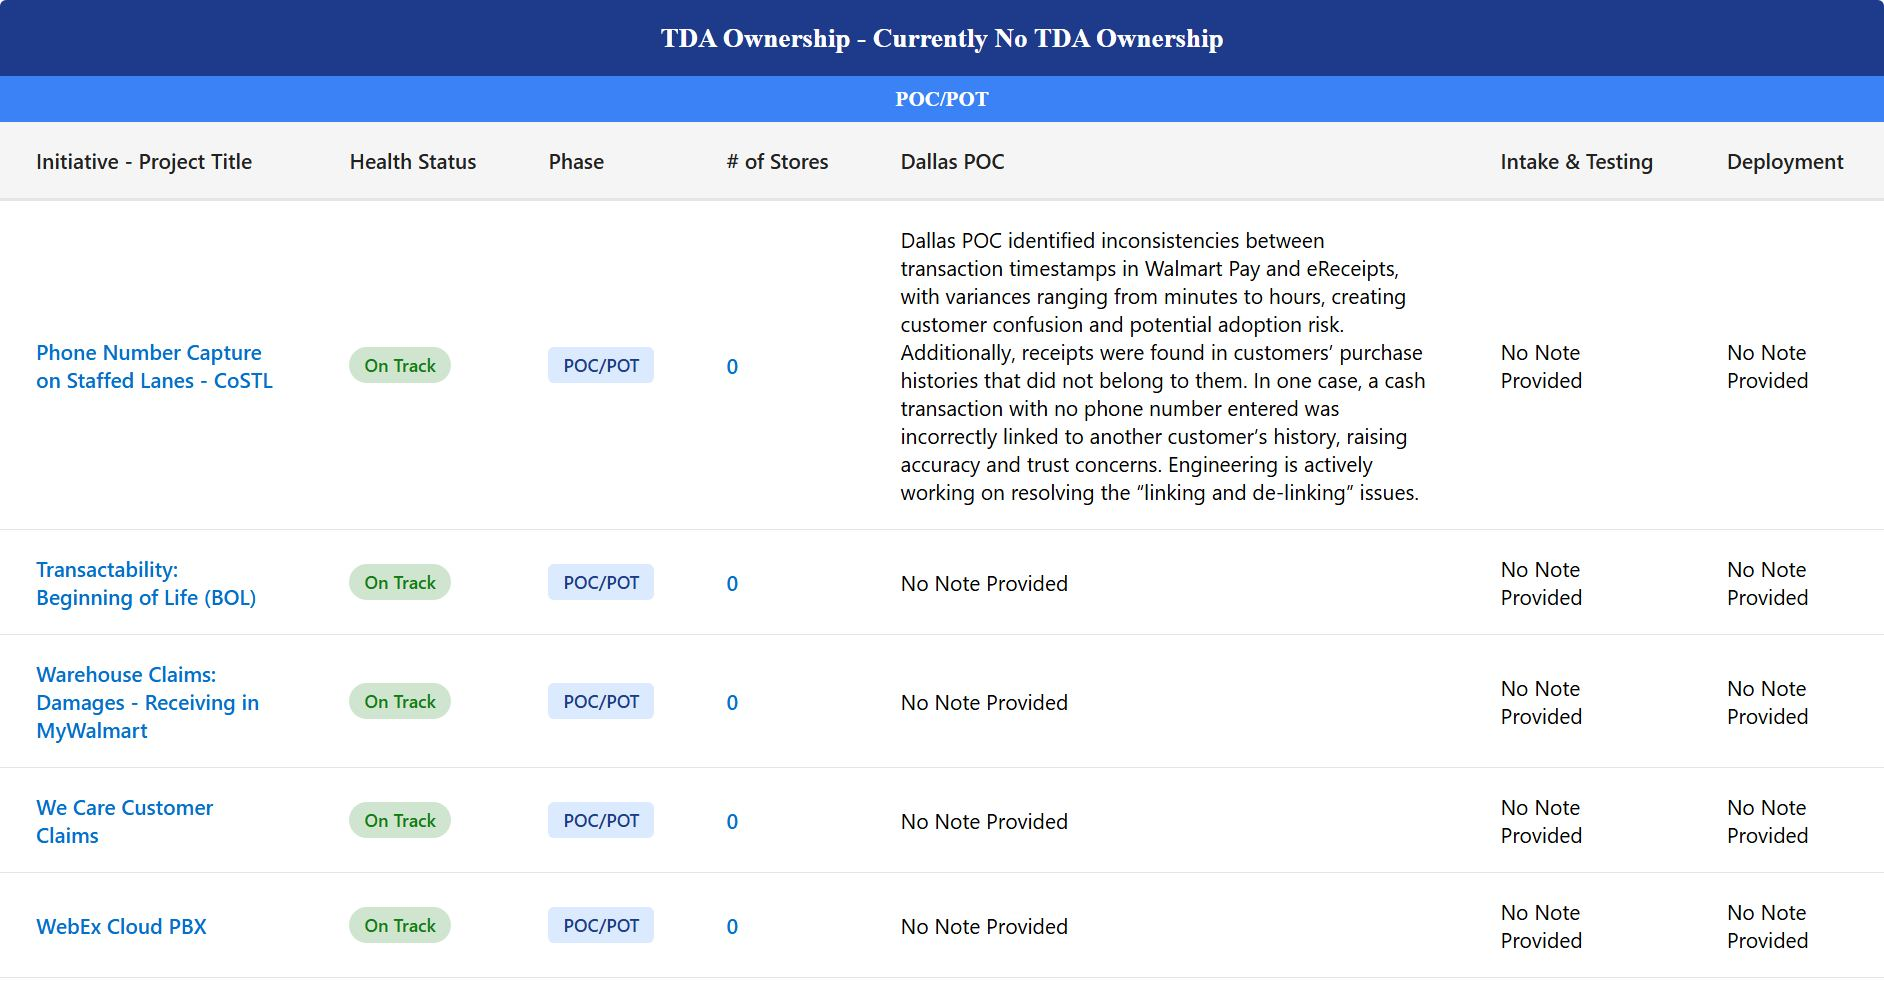 TDA Ownership - Currently No TDA Ownership
POC/POT
Initiative - Project Title Health Status Phase # of Stores Dallas POC Intake & Testing Deployment
Phone Number Capture
on Staffed Lanes - CoSTL
On Track
POC/POT
0
Dallas POC identified inconsistencies between
transaction timestamps in Walmart Pay and eReceipts,
with variances ranging from minutes to hours, creating
customer confusion and potential adoption risk.
Additionally, receipts were found in customers’ purchase
histories that did not belong to them. In one case, a cash
transaction with no phone number entered was
incorrectly linked to another customer’s history, raising
accuracy and trust concerns. Engineering is actively
working on resolving the “linking and de-linking” issues.
No Note
Provided
No Note
Provided
Transactability:
Beginning of Life (BOL)
On Track
POC/POT
0
No Note Provided
No Note
Provided
No Note
Provided
Warehouse Claims:
Damages - Receiving in
MyWalmart
On Track
POC/POT
0
No Note Provided
No Note
Provided
No Note
Provided
We Care Customer
Claims
On Track
POC/POT
0
No Note Provided
No Note
Provided
No Note
Provided
WebEx Cloud PBX
On Track
POC/POT
0
No Note Provided
No Note
Provided
No Note
Provided